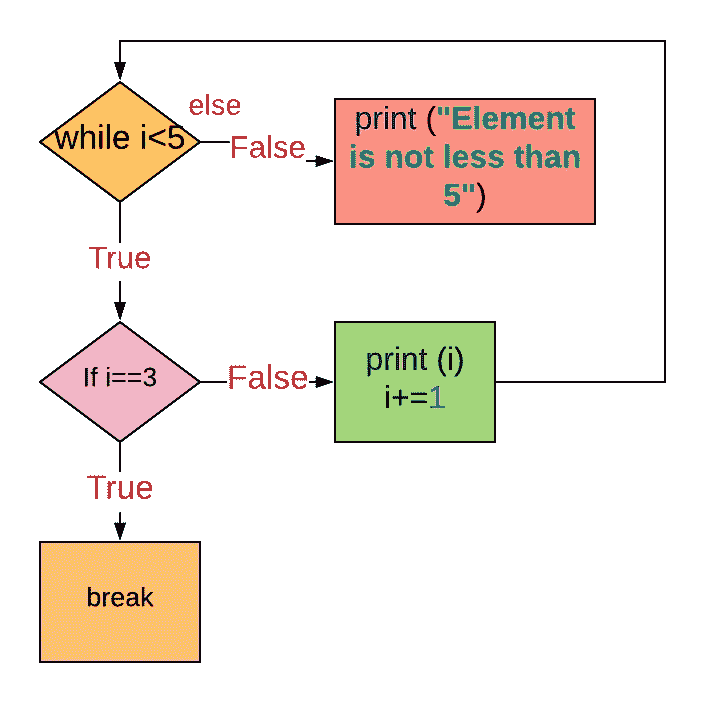 else
while i<5
False
print ("Element
is not less than
5")
True
If i==3
False
print (i)
i+=1
True
break